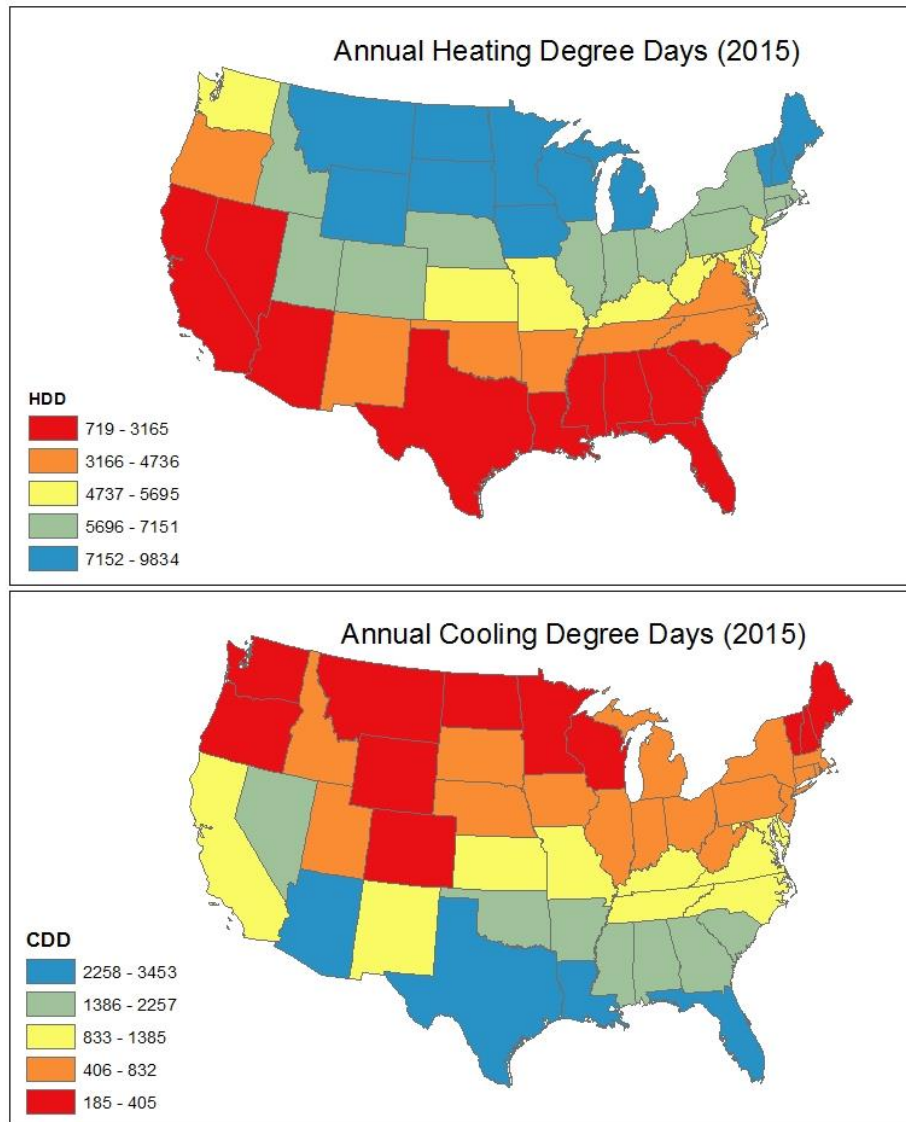 Annual Heating Degree Days (2015)
HDD
719 - 3165
3166 - 4736
4737 - 5695
5696 - 7151
7152 - 9834
Annual Cooling Degree Days (2015)
CDD
2258 - 3453
1386 - 2257
833 - 1385
406 - 832
185 - 405